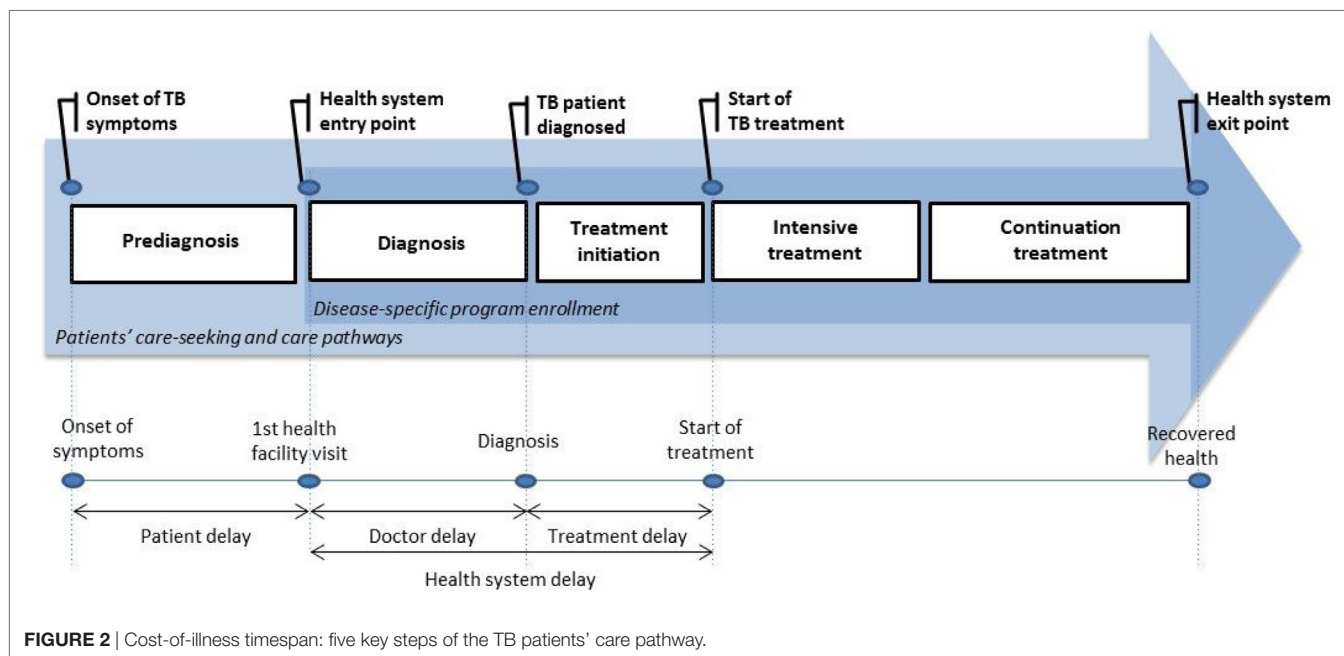 Onset of TB
symptoms
Health system
entry point
TB patient
diagnosed
Start of
TB treatment
Health system
exit point
Prediagnosis
Diagnosis
Treatment
initiation
Intensive
treatment
Continuation
treatment
Disease-specific program enrollment
Patients' care-seeking and care pathways
Onset of
symptoms
1st health
facility visit
Diagnosis
Start of
treatment
Recovered
health
Patient delay
Doctor delay
Treatment delay
Health system delay
FIGURE 2 | Cost-of-illness timespan: five key steps of the TB patients' care pathway.